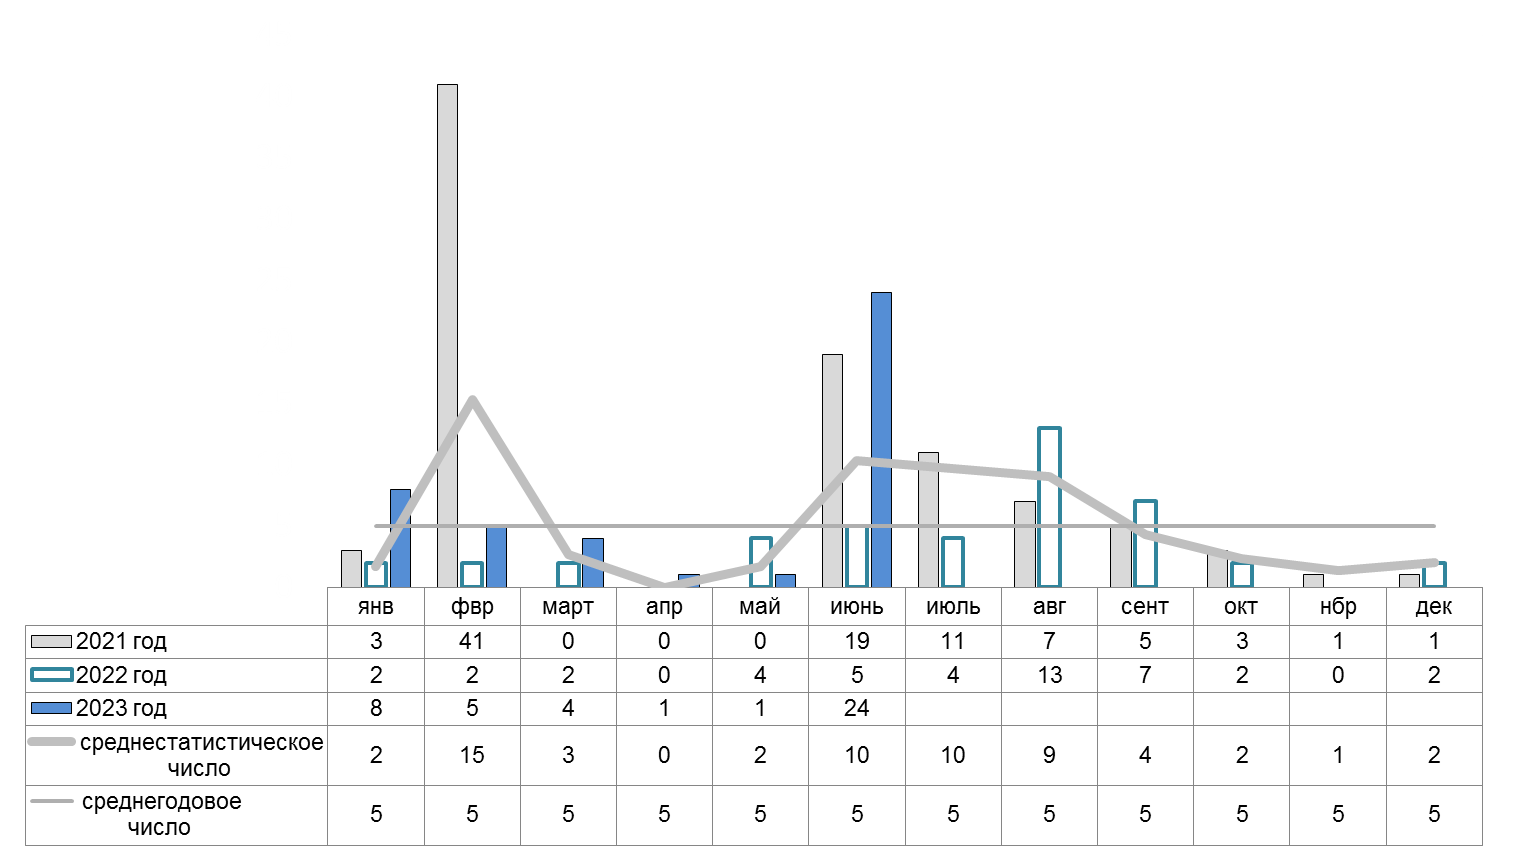 янв фвр март апр май июнь июль авг сент окт нбр дек
2021 год 3 41 0 0 0 19 11 7 5 3 1 1
2022 год 2 2 2 0 4 5 4 13 7 2 0 2
2023 год 8 5 4 1 1 24
среднестатистическое
число 2 15 3 0 2 10 10 9 4 2 1 2
среднегодовое
число 5 5 5 5 5 5 5 5 5 5 5 5